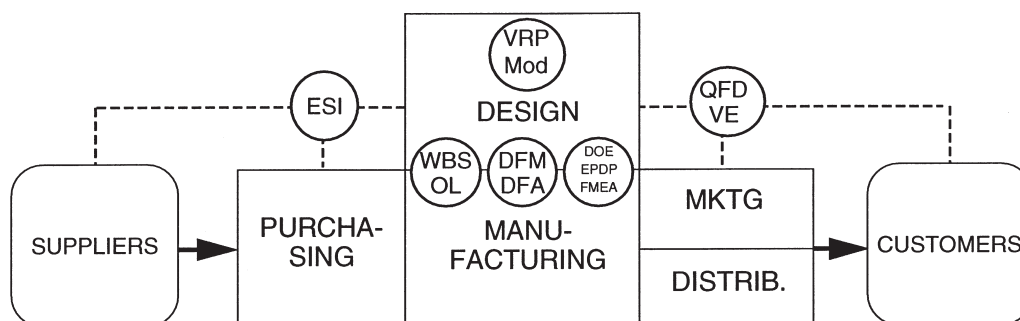 VRP
Mod
DESIGN
ESI
QFD
VE
WBS
OL
DFM
DFA
DOE
EPDP
FMEA
SUPPLIERS
PURCHA-
SING
MANU-
FACTURING
MKTG
DISTRIB.
CUSTOMERS